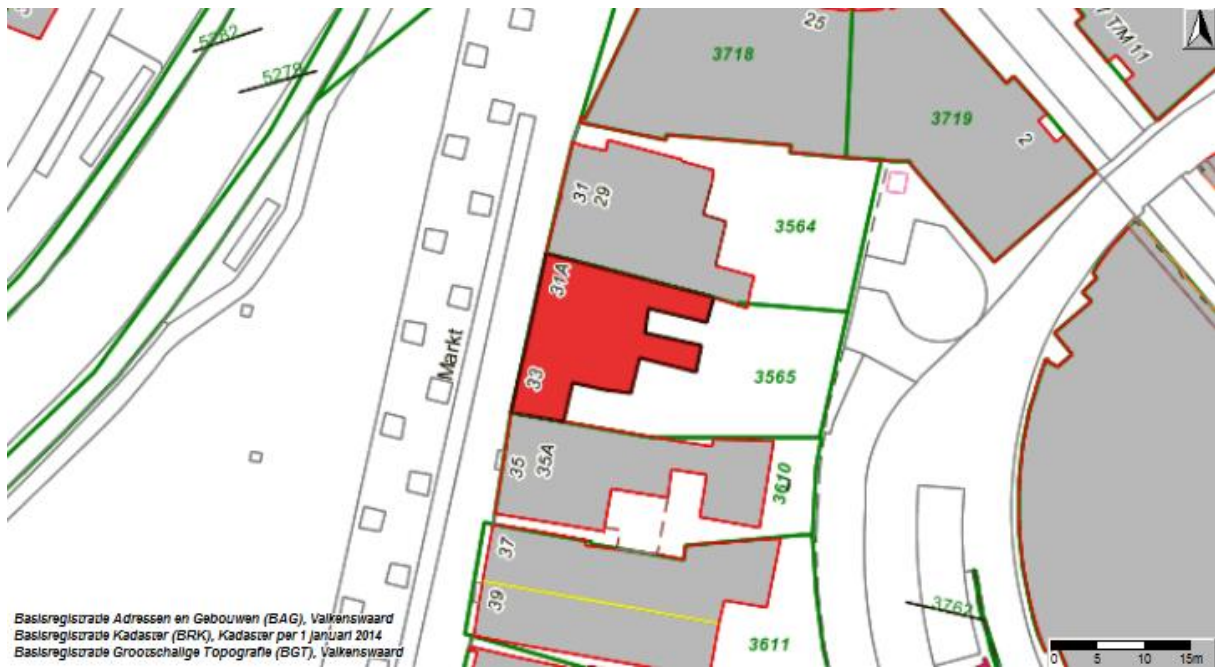 5282
5279
3718
25
7 T/M 11
3719
2
31
29
3564
31A
33
Markt
3565
35
35A
3610
37
39
3762
3611
Basisregistratie Adressen en Gebouwen (BAG), Valkenswaard
Basisregistratie Kadaster (BRK), Kadaster per 1 januari 2014
Basisregistratie Grootschalige Topografie (BGT), Valkenswaard
0 5 10 15m